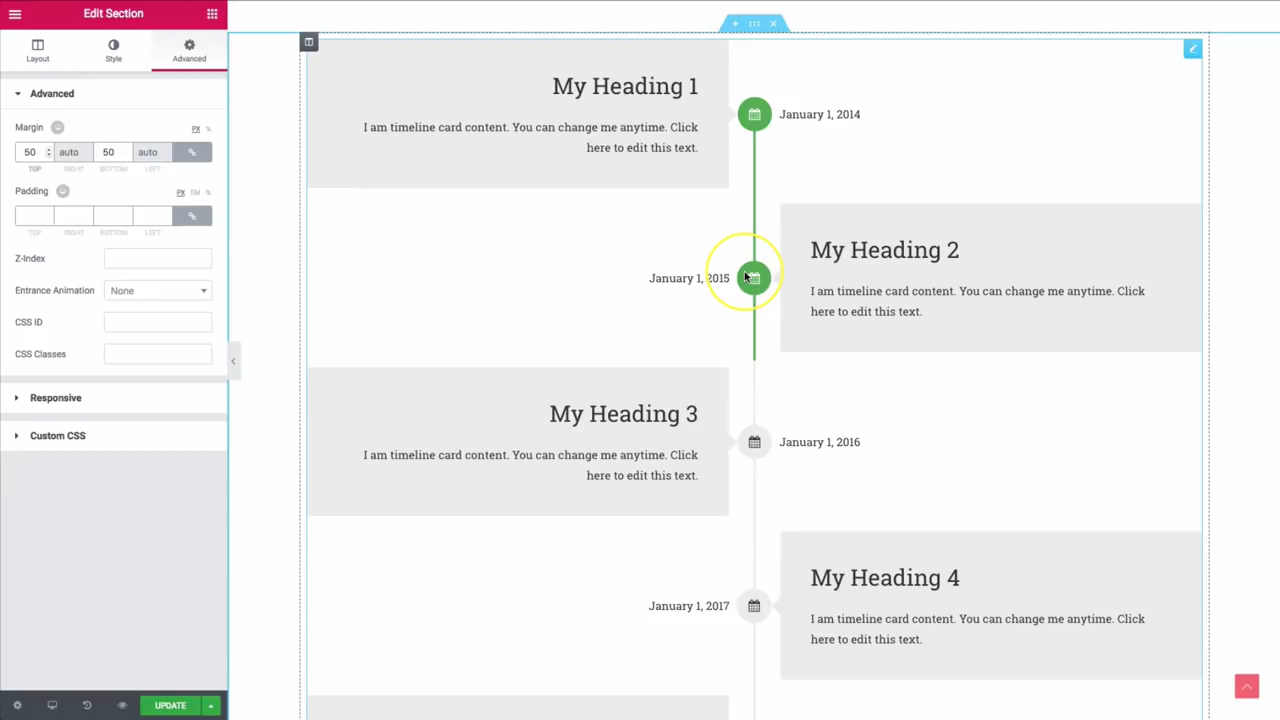 Edit Section
Layout
Style
Advanced
Advanced
Margin
PX %
50 auto 50 auto
TOP RIGHT BOTTOM LEFT
Padding
PX EM %
TOP RIGHT BOTTOM LEFT
Z-Index
Entrance Animation
None
CSS ID
CSS Classes
Responsive
Custom CSS
UPDATE
My Heading 1
I am timeline card content. You can change me anytime. Click
here to edit this text.
January 1, 2014
January 1, 2015
My Heading 2
I am timeline card content. You can change me anytime. Click
here to edit this text.
My Heading 3
I am timeline card content. You can change me anytime. Click
here to edit this text.
January 1, 2016
January 1, 2017
My Heading 4
I am timeline card content. You can change me anytime. Click
here to edit this text.